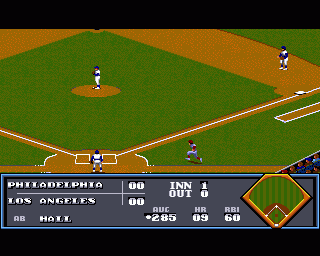 PHILADELPHIA 00 INN 1
OUT 0
LOS ANGELES 00
AVG HR RBI
AB HALL .285 09 60